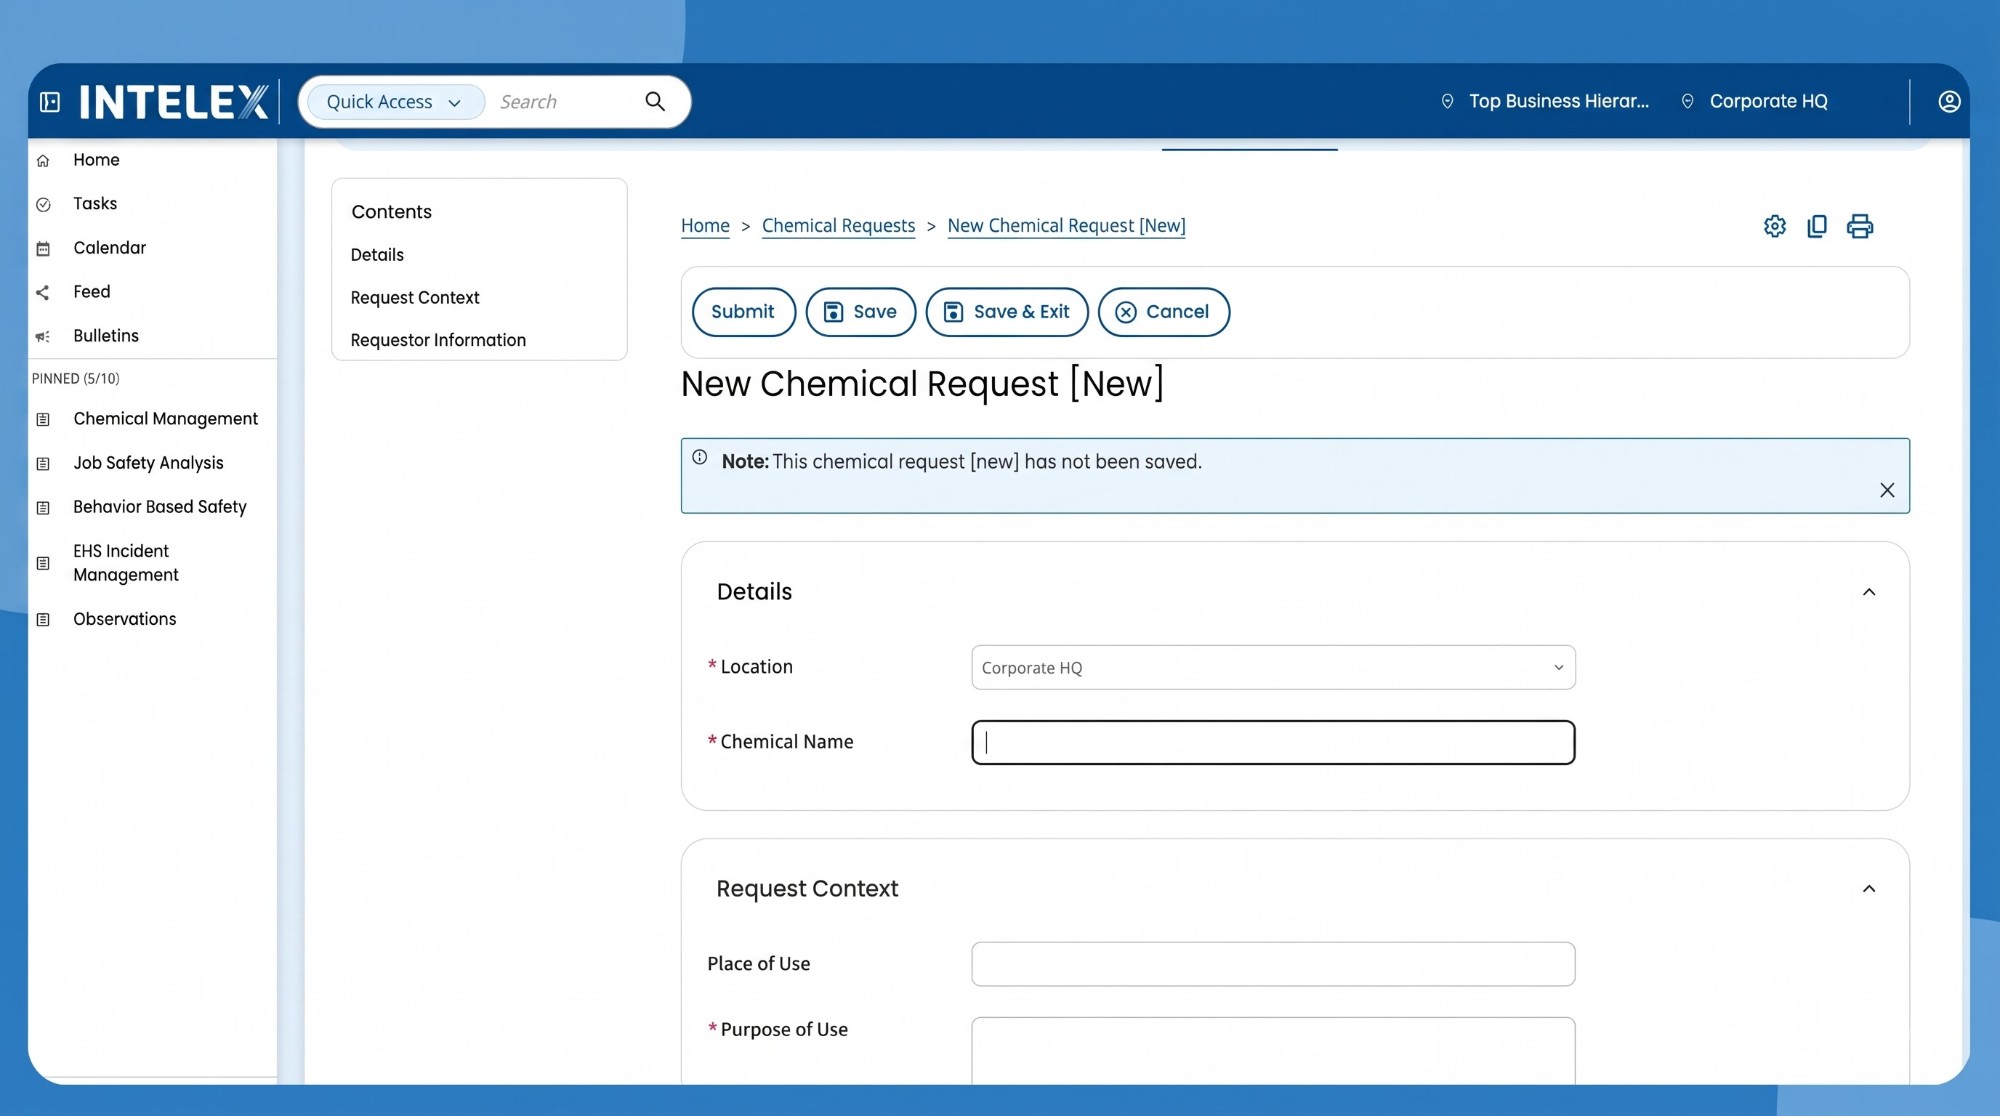 INTELEX
Quick Access
Search
Top Business Hierar...
Corporate HQ
Home
Tasks
Calendar
Feed
Bulletins
PINNED (5/10)
Chemical Management
Job Safety Analysis
Behavior Based Safety
EHS Incident
Management
Observations
Contents
Details
Request Context
Requestor Information
Home > Chemical Requests > New Chemical Request [New]
Submit
Save
Save & Exit
Cancel
New Chemical Request [New]
Note: This chemical request [new] has not been saved.
Details
* Location
Corporate HQ
* Chemical Name
Request Context
Place of Use
* Purpose of Use